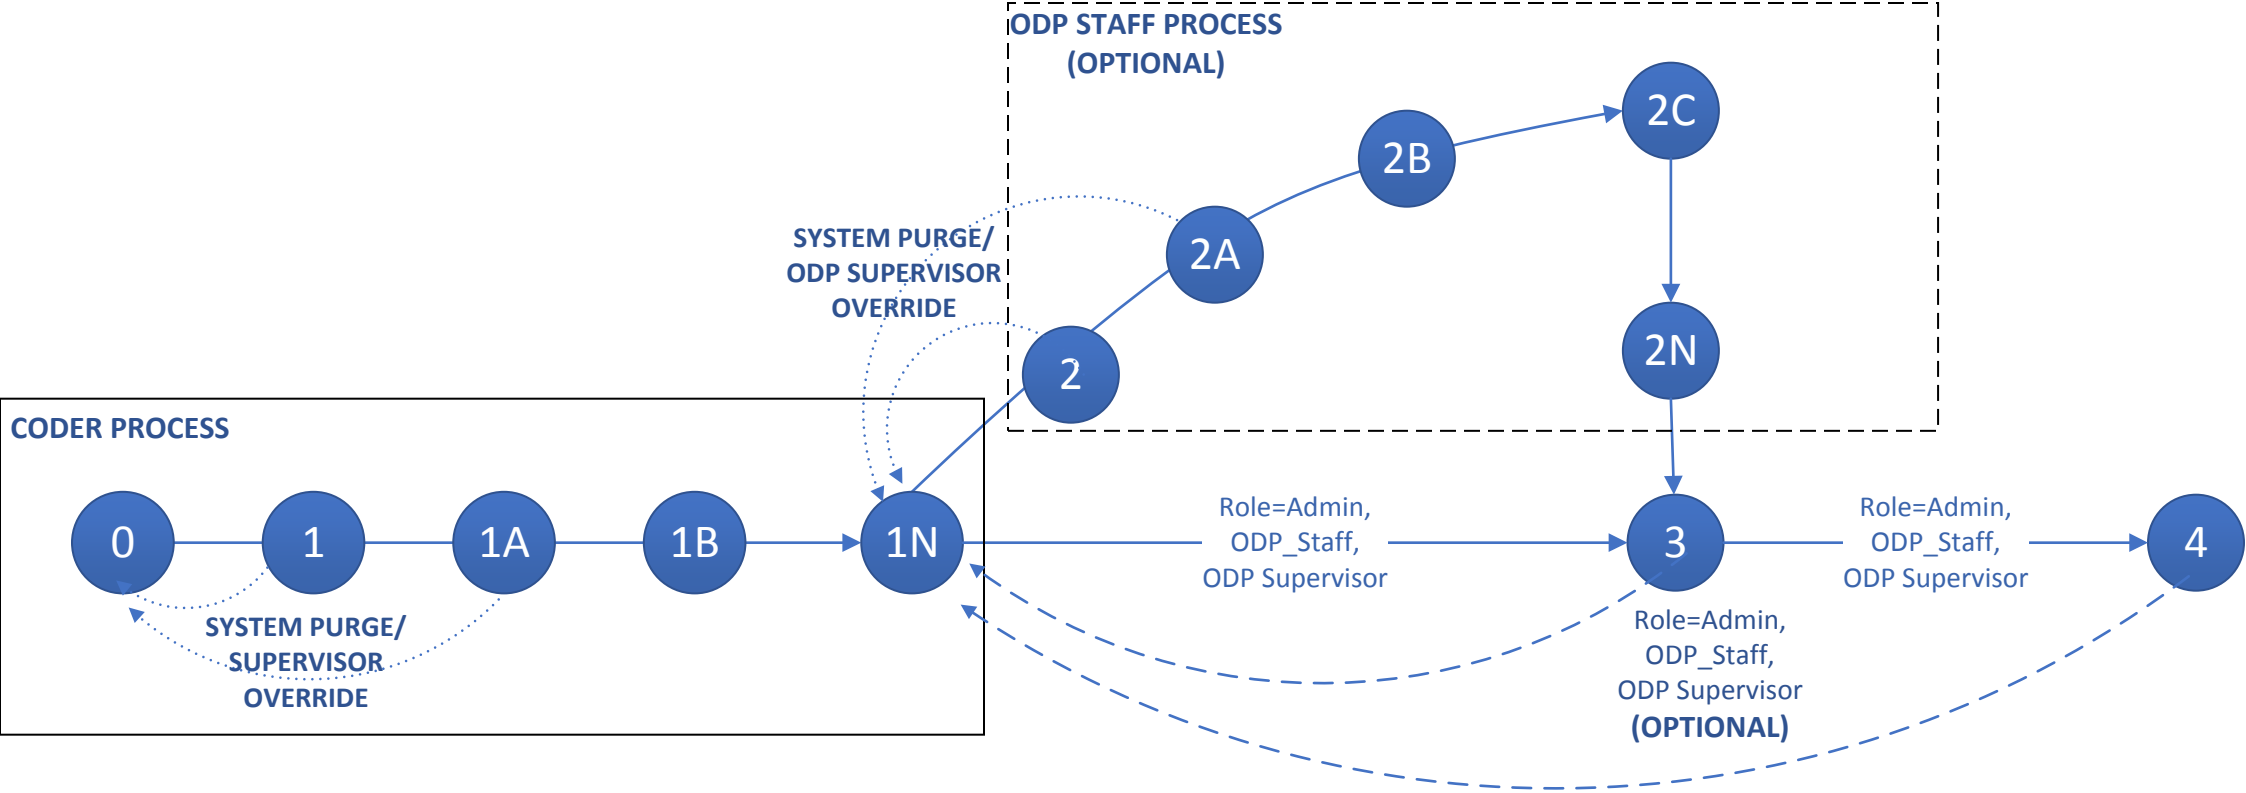 ODP STAFF PROCESS
(OPTIONAL)
2C
2B
2A
SYSTEM PURGE/
ODP SUPERVISOR
OVERRIDE
2
2N
CODER PROCESS
0
1
1A
1B
1N
Role=Admin,
ODP_Staff,
ODP Supervisor
3
Role=Admin,
ODP_Staff,
ODP Supervisor
4
SYSTEM PURGE/
SUPERVISOR
OVERRIDE
Role=Admin,
ODP_Staff,
ODP Supervisor
(OPTIONAL)